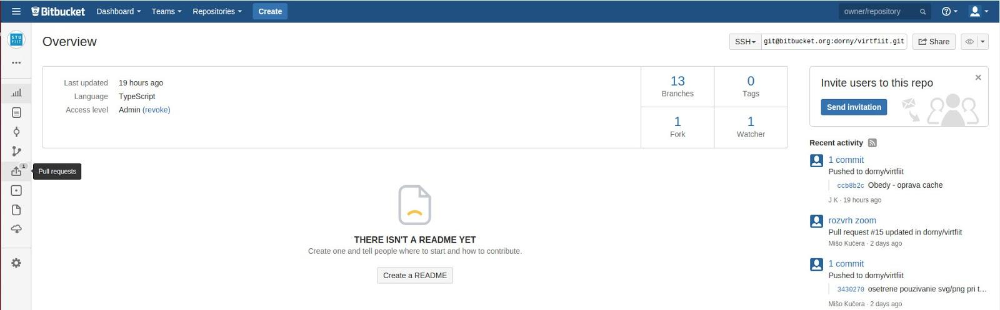 Bitbucket Dashboard Teams Repositories Create owner/repository
STU
FIIT
Overview
SSH git@bitbucket.org:dorny/virtfiit.git Share
Last updated 19 hours ago
Language TypeScript
Access level Admin (revoke)
13
Branches
0
Tags
1
Fork
1
Watcher
1
Pull requests
THERE ISN'T A README YET
Create one and tell people where to start and how to contribute.
Create a README
Invite users to this repo
Send invitation
Recent activity
1 commit
Pushed to dorny/virtfiit
ccb8b2c Obedy - oprava cache
J K · 19 hours ago
rozvrh zoom
Pull request #15 updated in dorny/virtfiit
Mišo Kučera · 2 days ago
1 commit
Pushed to dorny/virtfiit
3430270 osetrene pouzivanie svg/png pri t…
Mišo Kučera · 2 days ago